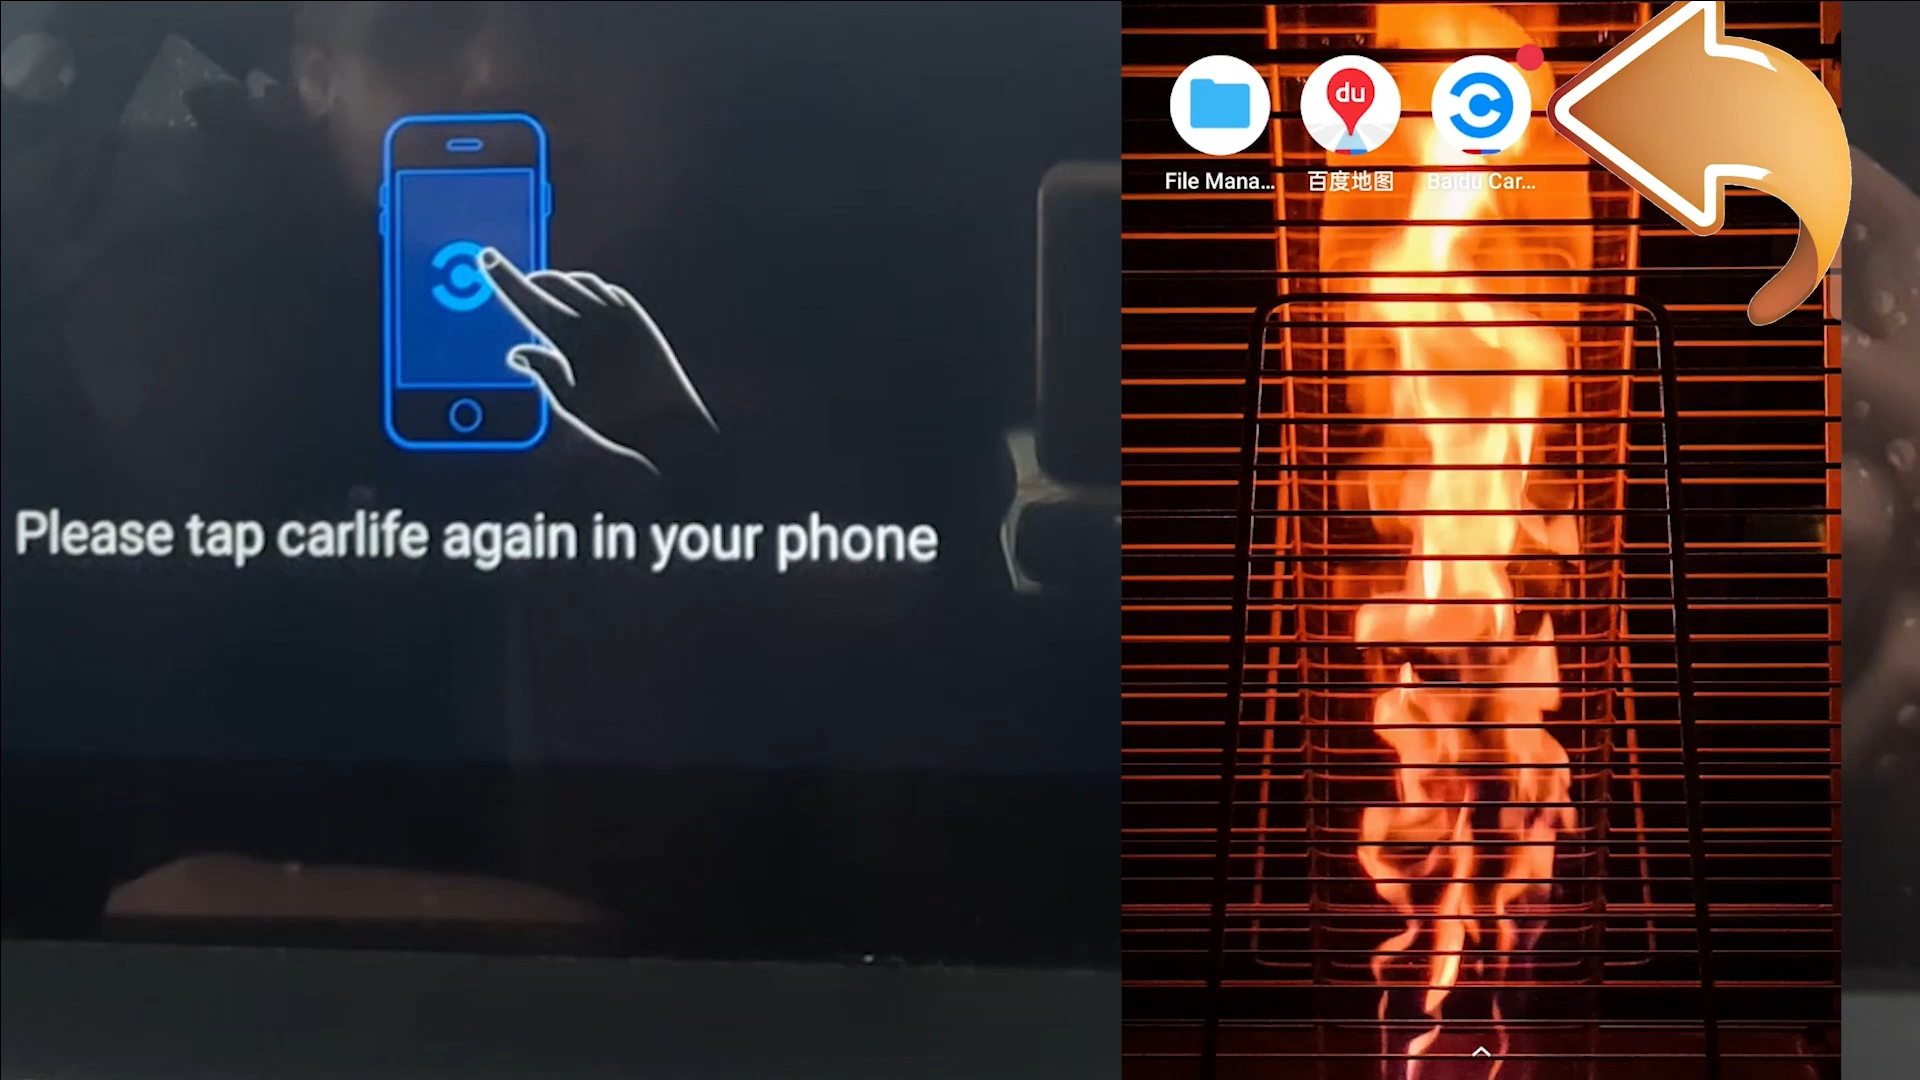 Please tap carlife again in your phone
du
File Mana...
百度地图
Baidu Car...